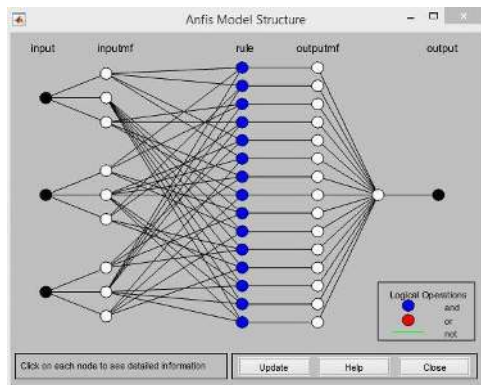 Anfis Model Structure
input inputmf rule outputmf output
Logical Operations
and
or
not
Click on each node to see detailed information
Update Help Close